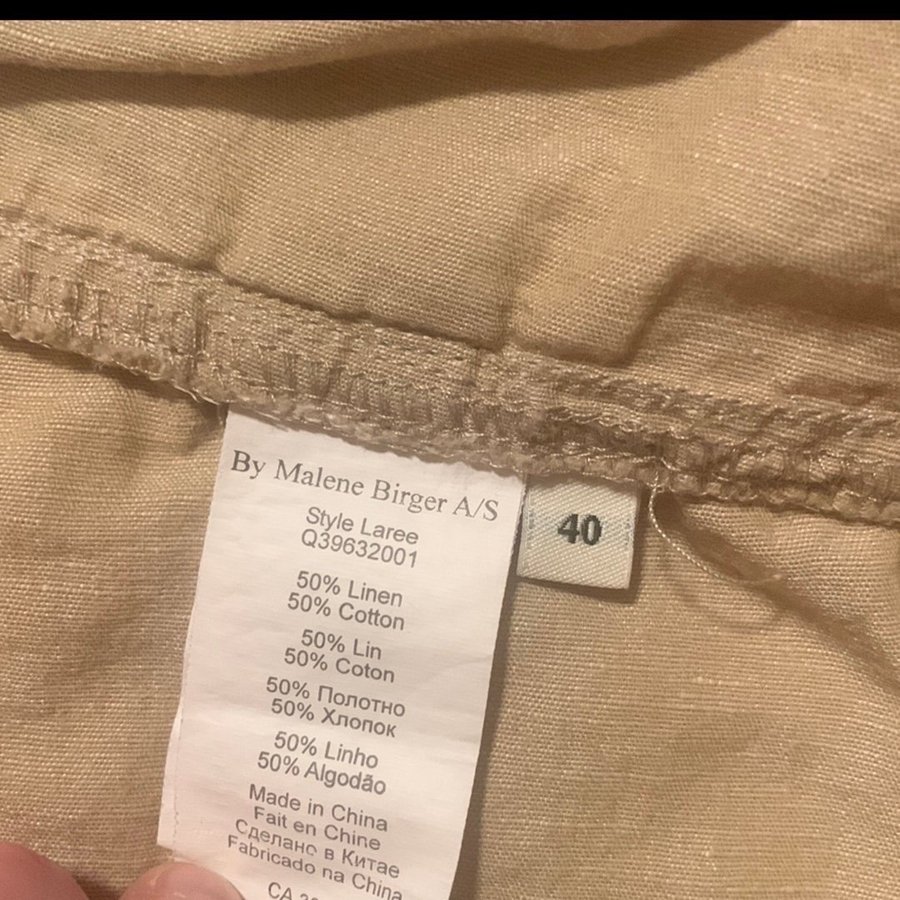 By Malene Birger A/S
40
Style Laree
Q39632001
50% Linen
50% Cotton
50% Lin
50% Coton
50% Полотно
50% Хлопок
50% Linho
50% Algodão
Made in China
Fait en Chine
Сделано в Китае
Fabricado na China
CA